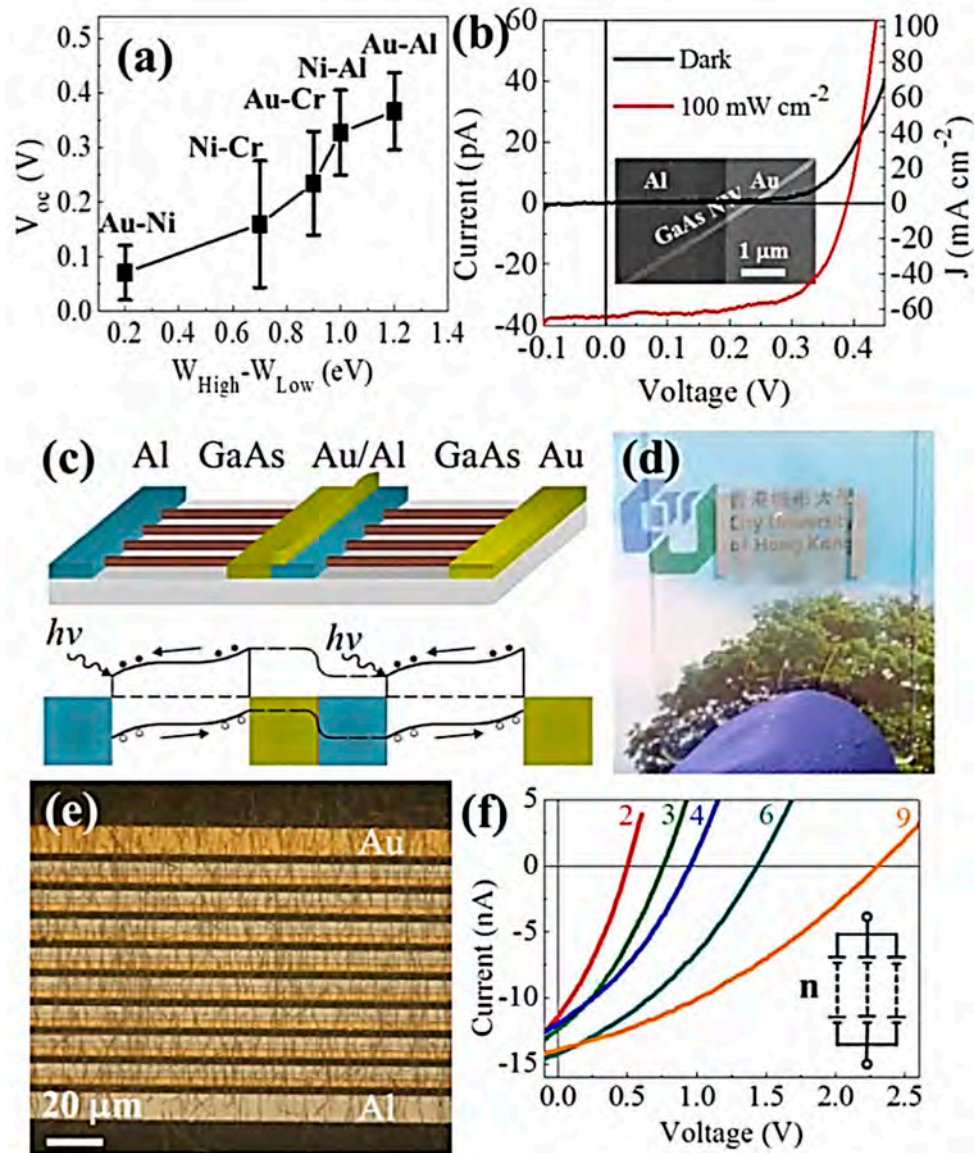 (a)
0.5
0.4
0.3
0.2
0.1
0.0
V_oc (V)
Au-Ni
Ni-Cr
Au-Cr
Ni-Al
Au-Al
0.2 0.4 0.6 0.8 1.0 1.2 1.4
W_High-W_Low (eV)
(b)
60
40
20
0
-20
-40
Current (pA)
Dark
100 mW cm⁻²
Al
Au
GaAs NW
1 μm
100
80
60
40
20
0
-20
-40
-60
J (mA cm⁻²)
-0.1 0.0 0.1 0.2 0.3 0.4
Voltage (V)
(c) Al GaAs Au/Al GaAs Au
hν hν
(d)
City University
of Hong Kong
(e)
Au
20 μm
Al
(f)
5
0
-5
-10
-15
Current (nA)
2 3 4 6 9
n
0.0 0.5 1.0 1.5 2.0 2.5
Voltage (V)